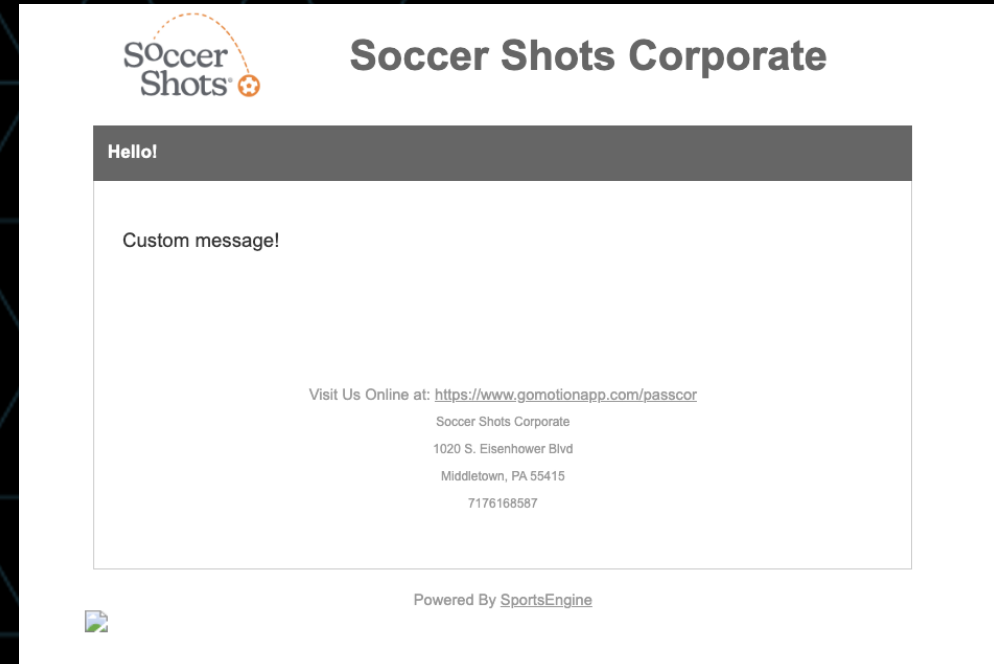 Soccer
Shots®
Soccer Shots Corporate
Hello!
Custom message!
Visit Us Online at: https://www.gomotionapp.com/passcor
Soccer Shots Corporate
1020 S. Eisenhower Blvd
Middletown, PA 55415
7176168587
Powered By SportsEngine